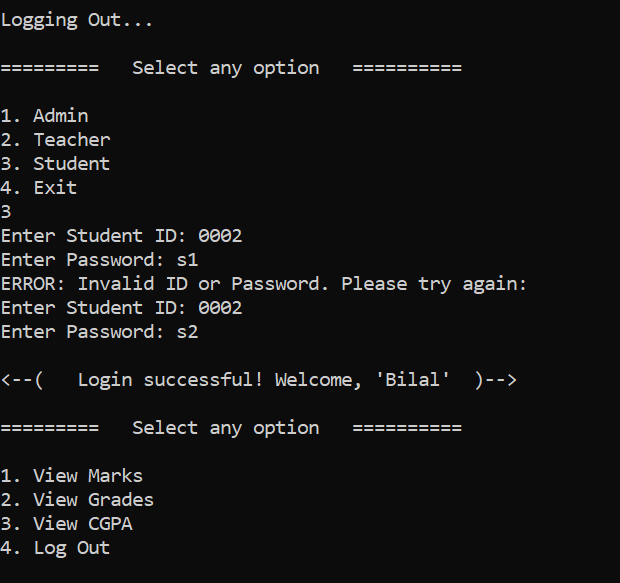 Logging Out...
=========   Select any option   ==========
1. Admin
2. Teacher
3. Student
4. Exit
3
Enter Student ID: 0002
Enter Password: s1
ERROR: Invalid ID or Password. Please try again:
Enter Student ID: 0002
Enter Password: s2
<--(   Login successful! Welcome, 'Bilal'  )-->
=========   Select any option   ==========
1. View Marks
2. View Grades
3. View CGPA
4. Log Out